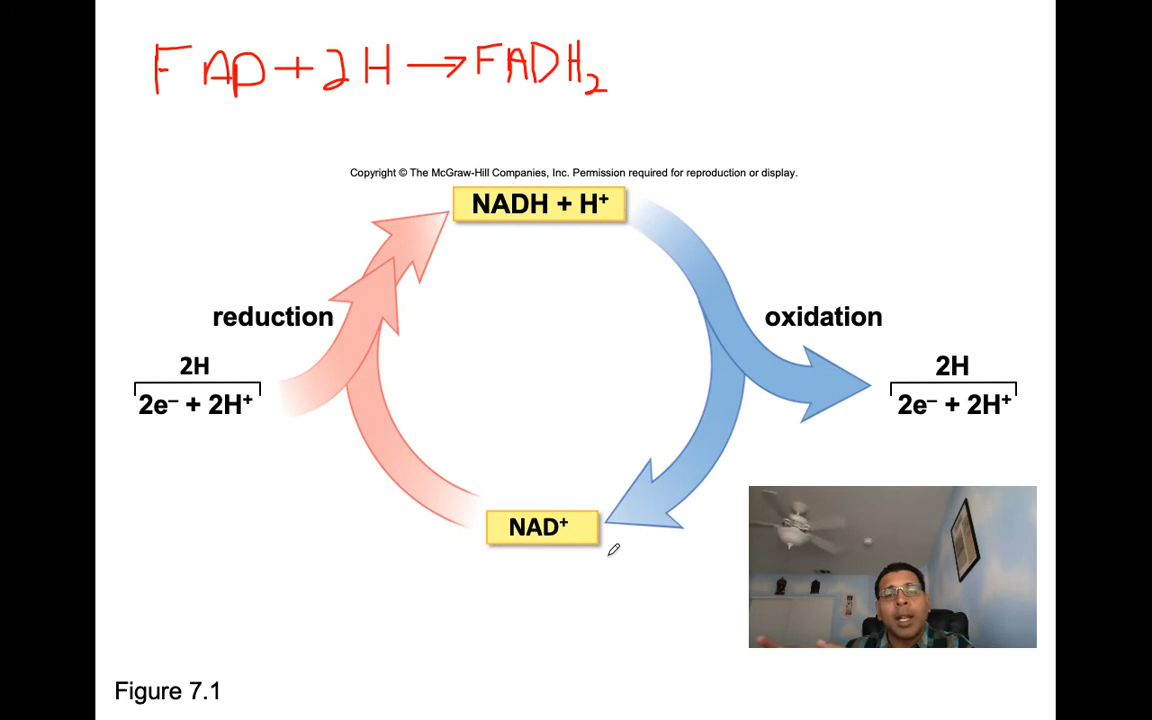 FAD + 2H → FADH₂
Copyright © The McGraw-Hill Companies, Inc. Permission required for reproduction or display.
NADH + H⁺
reduction
oxidation
2H
2e⁻ + 2H⁺
2H
2e⁻ + 2H⁺
NAD⁺
Figure 7.1